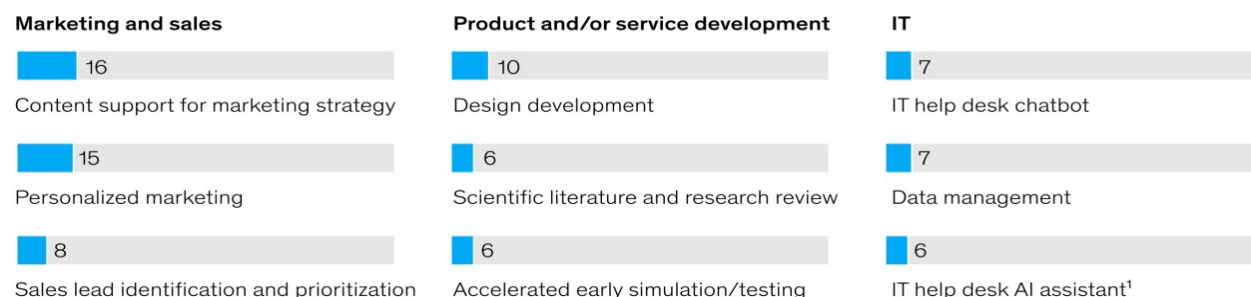 Marketing and sales
16
Content support for marketing strategy
15
Personalized marketing
8
Sales lead identification and prioritization
Product and/or service development
10
Design development
6
Scientific literature and research review
6
Accelerated early simulation/testing
IT
7
IT help desk chatbot
7
Data management
6
IT help desk AI assistant¹